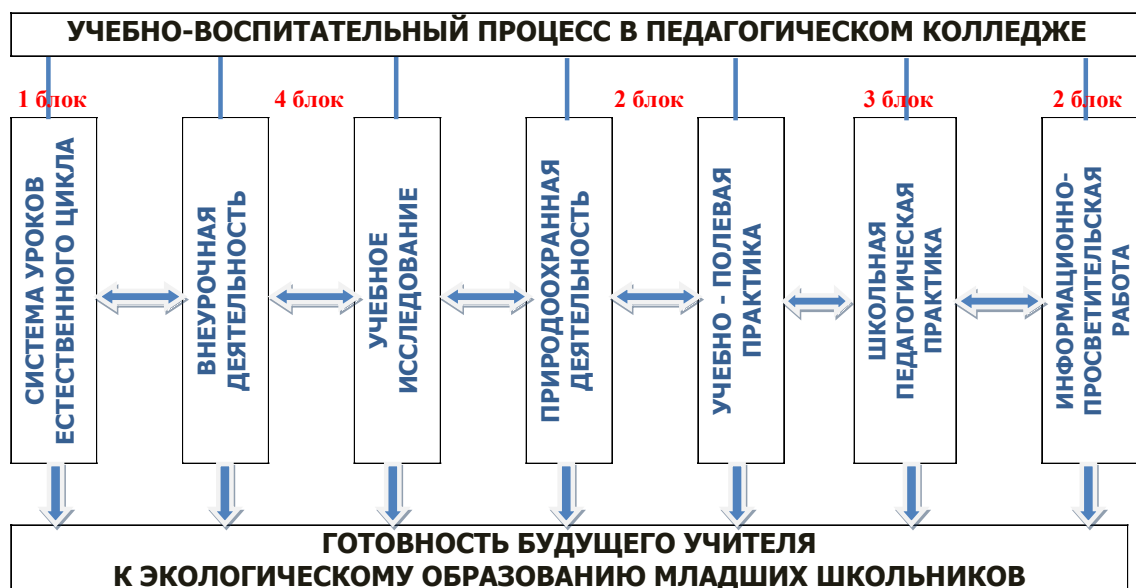 УЧЕБНО-ВОСПИТАТЕЛЬНЫЙ ПРОЦЕСС В ПЕДАГОГИЧЕСКОМ КОЛЛЕДЖЕ
1 блок
4 блок
2 блок
3 блок
2 блок
СИСТЕМА УРОКОВ
ЕСТЕСТВЕННОГО ЦИКЛА
ВНЕУРОЧНАЯ
ДЕЯТЕЛЬНОСТЬ
УЧЕБНОЕ
ИССЛЕДОВАНИЕ
ПРИРОДООХРАННАЯ
ДЕЯТЕЛЬНОСТЬ
УЧЕБНО - ПОЛЕВАЯ
ПРАКТИКА
ШКОЛЬНАЯ
ПЕДАГОГИЧЕСКАЯ
ПРАКТИКА
ИНФОРМАЦИОННО-
ПРОСВЕТИТЕЛЬСКАЯ
РАБОТА
ГОТОВНОСТЬ БУДУЩЕГО УЧИТЕЛЯ
К ЭКОЛОГИЧЕСКОМУ ОБРАЗОВАНИЮ МЛАДШИХ ШКОЛЬНИКОВ